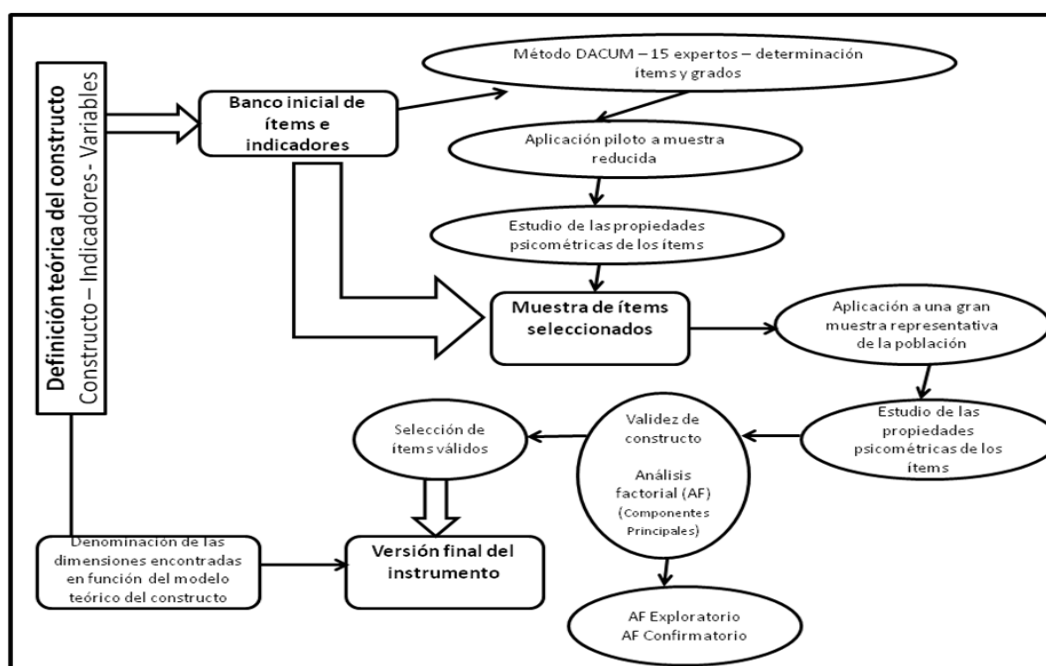 Definición teórica del constructo
Constructo – Indicadores - Variables
Banco inicial de
ítems e
indicadores
Método DACUM – 15 expertos – determinación
ítems y grados
Aplicación piloto a muestra
reducida
Estudio de las propiedades
psicométricas de los ítems
Muestra de ítems
seleccionados
Aplicación a una gran
muestra representativa
de la población
Estudio de las
propiedades
psicométricas de los
ítems
Validez de
constructo
Análisis
factorial (AF)
(Componentes
Principales)
Selección de
ítems válidos
AF Exploratorio
AF Confirmatorio
Versión final del
instrumento
Denominación de las
dimensiones encontradas
en función del modelo
teórico del constructo